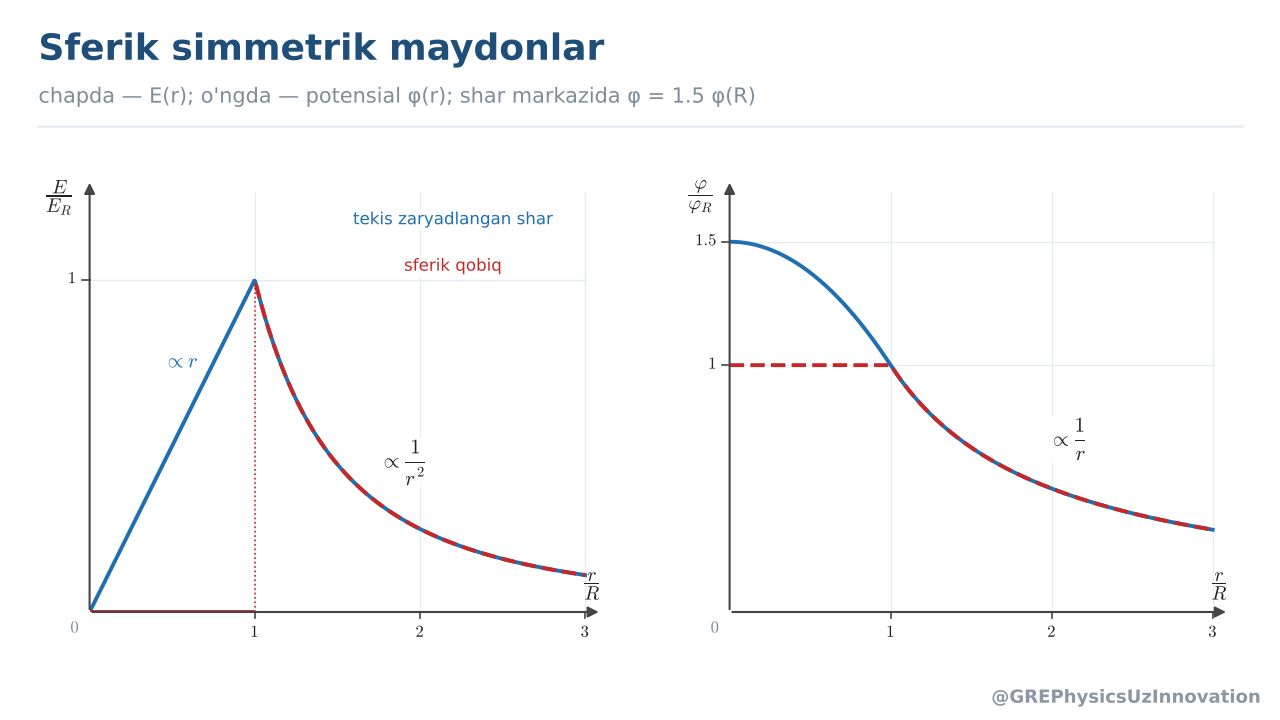 Sferik simmetrik maydonlar
chapda — E(r); o'ngda — potensial φ(r); shar markazida φ = 1.5 φ(R)
E/E_R
tekis zaryadlangan shar
sferik qobiq
1
∝ r
∝ 1/r²
r/R
0
1
2
3
φ/φ_R
1.5
1
∝ 1/r
r/R
0
1
2
3
@GREPhysicsUzInnovation